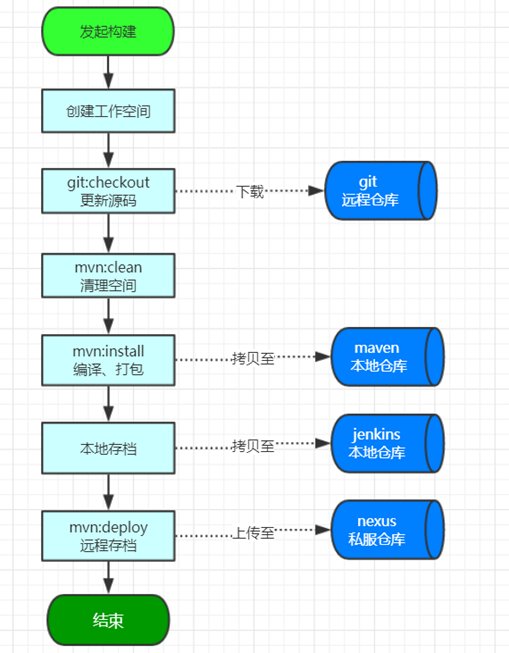 发起构建
创建工作空间
git:checkout
更新源码
下载
git
远程仓库
mvn:clean
清理空间
mvn:install
编译、打包
拷贝至
maven
本地仓库
本地存档
拷贝至
jenkins
本地仓库
mvn:deploy
远程存档
上传至
nexus
私服仓库
结束